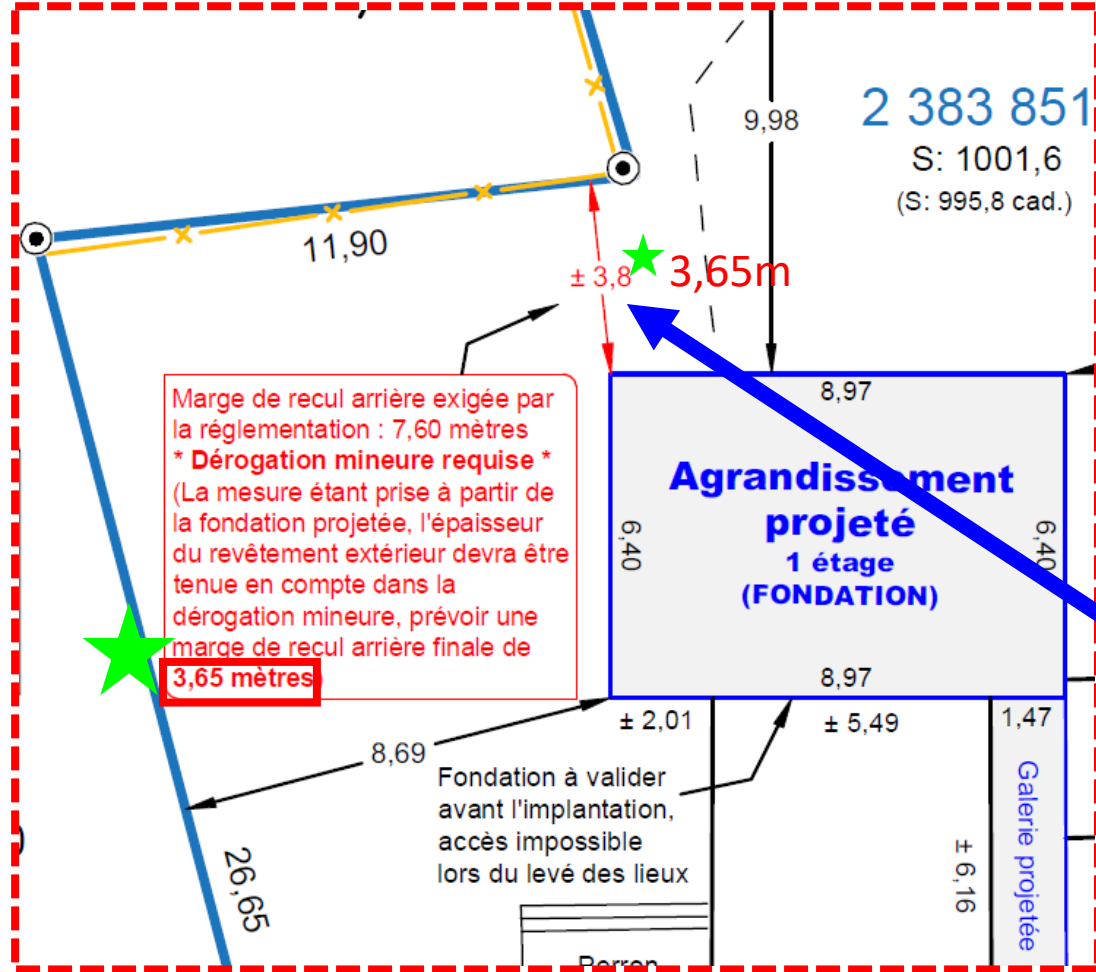 2 383 851
S: 1001,6
(S: 995,8 cad.)
9,98
11,90
± 3,8
3,65m
Marge de recul arrière exigée par
la réglementation : 7,60 mètres
* Dérogation mineure requise *
(La mesure étant prise à partir de
la fondation projetée, l'épaisseur
du revêtement extérieur devra être
tenue en compte dans la
dérogation mineure, prévoir une
marge de recul arrière finale de
3,65 mètres)
8,97
Agrandissement
projeté
1 étage
(FONDATION)
6,40
6,40
8,97
± 2,01
± 5,49
1,47
8,69
Fondation à valider
avant l'implantation,
accès impossible
lors du levé des lieux
Galerie projetée
± 6,16
26,65
Perron